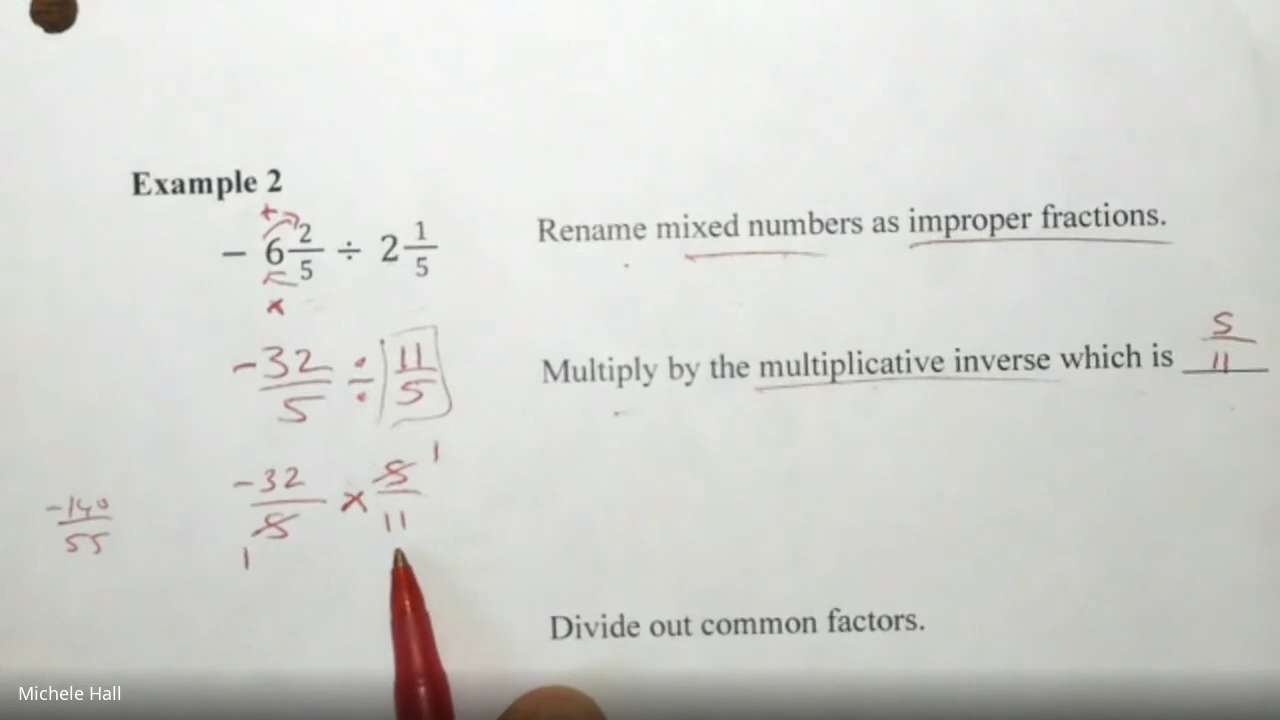 Example 2
+
- 6 2/5 ÷ 2 1/5
×
Rename mixed numbers as improper fractions.
-32/5 ÷ 11/5
Multiply by the multiplicative inverse which is 5/11
-32/5 × 5/11
1
1
-140/55
Divide out common factors.
Michele Hall